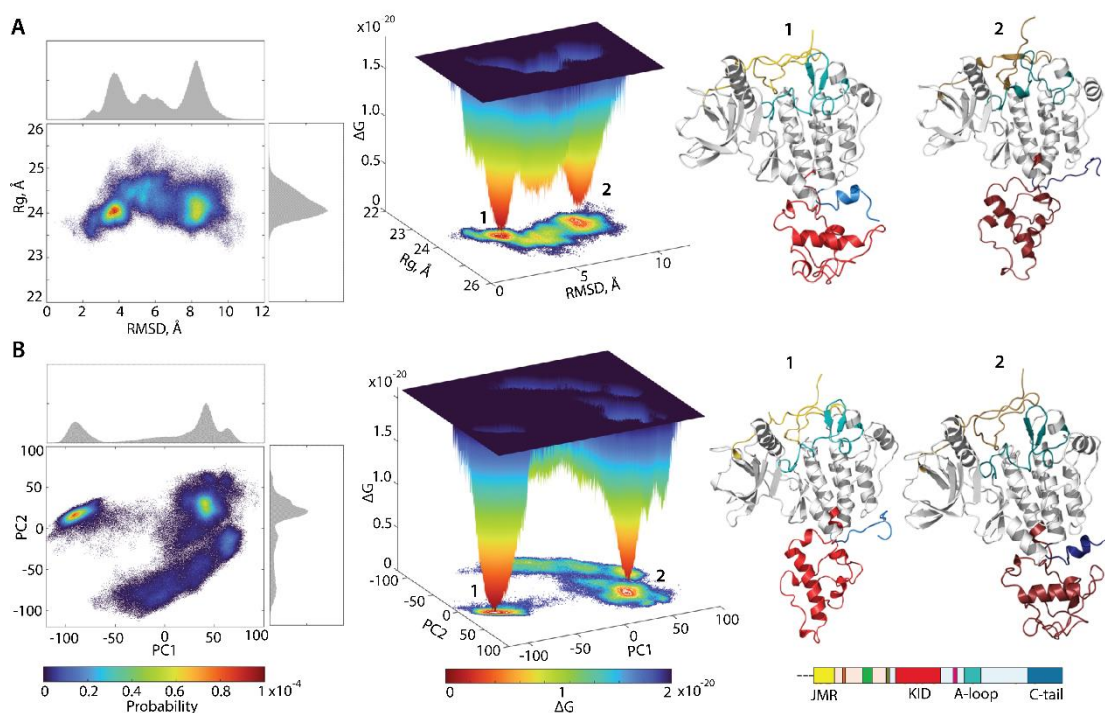 A
Rg, Å
26
25
24
23
22
0 2 4 6 8 10 12
RMSD, Å
x10 20
1.5
1.0
0.5
0
ΔG
22
23
24
26
Rg, Å
0
5
10
RMSD, Å
1
2
1
2
B
PC2
100
50
0
-50
-100
-100 -50 0 50 100
PC1
x10-20
1.5
1.0
0.5
0
ΔG
-100
-50
0
50
100
PC2
-100
-50
0
50
100
PC1
1
2
1
2
0 0.2 0.4 0.6 0.8 1 x10-4
Probability
0 2 x10-20
ΔG
JMR KID A-loop C-tail